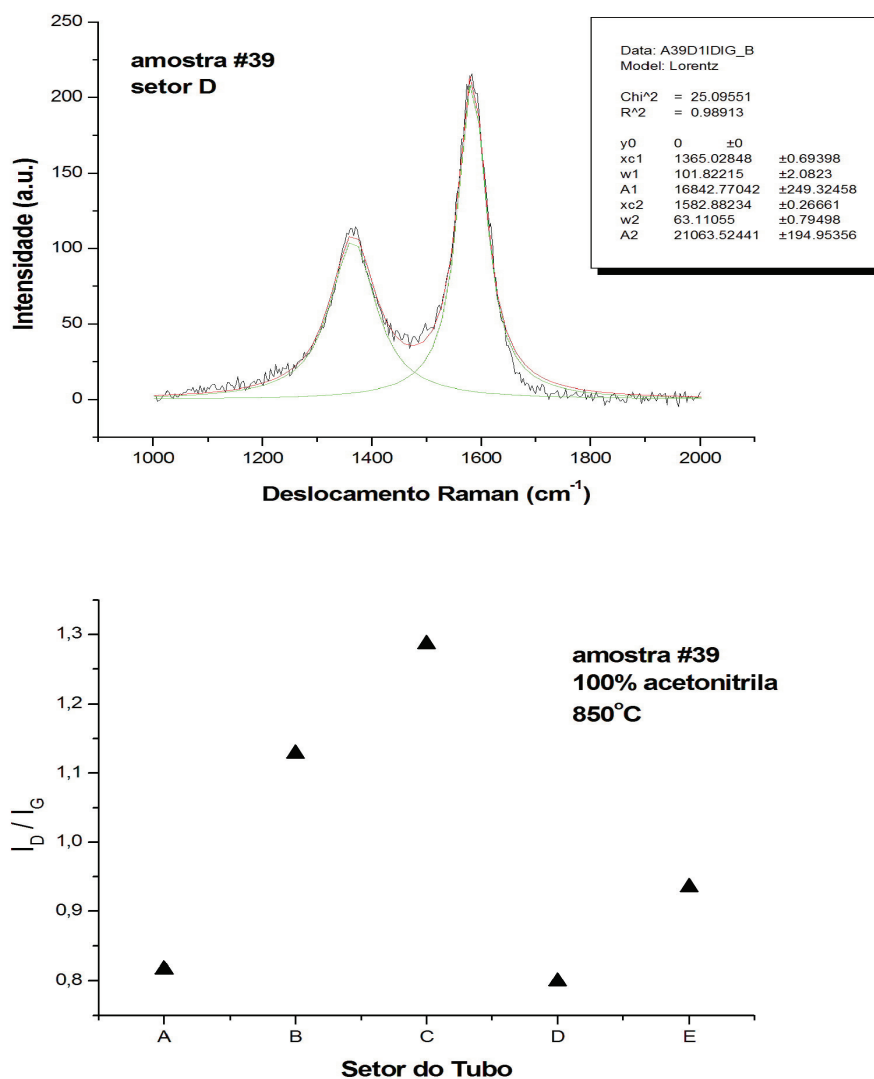 250
200
150
100
50
0
1000 1200 1400 1600 1800 2000
Intensidade (a.u.)
Deslocamento Raman (cm⁻¹)
amostra #39
setor D
Data: A39D1IDIG_B
Model: Lorentz
Chi^2 = 25.09551
R^2 = 0.98913
y0 0 ±0
xc1 1365.02848 ±0.69398
w1 101.82215 ±2.0823
A1 16842.77042 ±249.32458
xc2 1582.88234 ±0.26661
w2 63.11055 ±0.79498
A2 21063.52441 ±194.95356
1,3
1,2
1,1
1,0
0,9
0,8
A B C D E
I_D / I_G
Setor do Tubo
amostra #39
100% acetonitrila
850°C